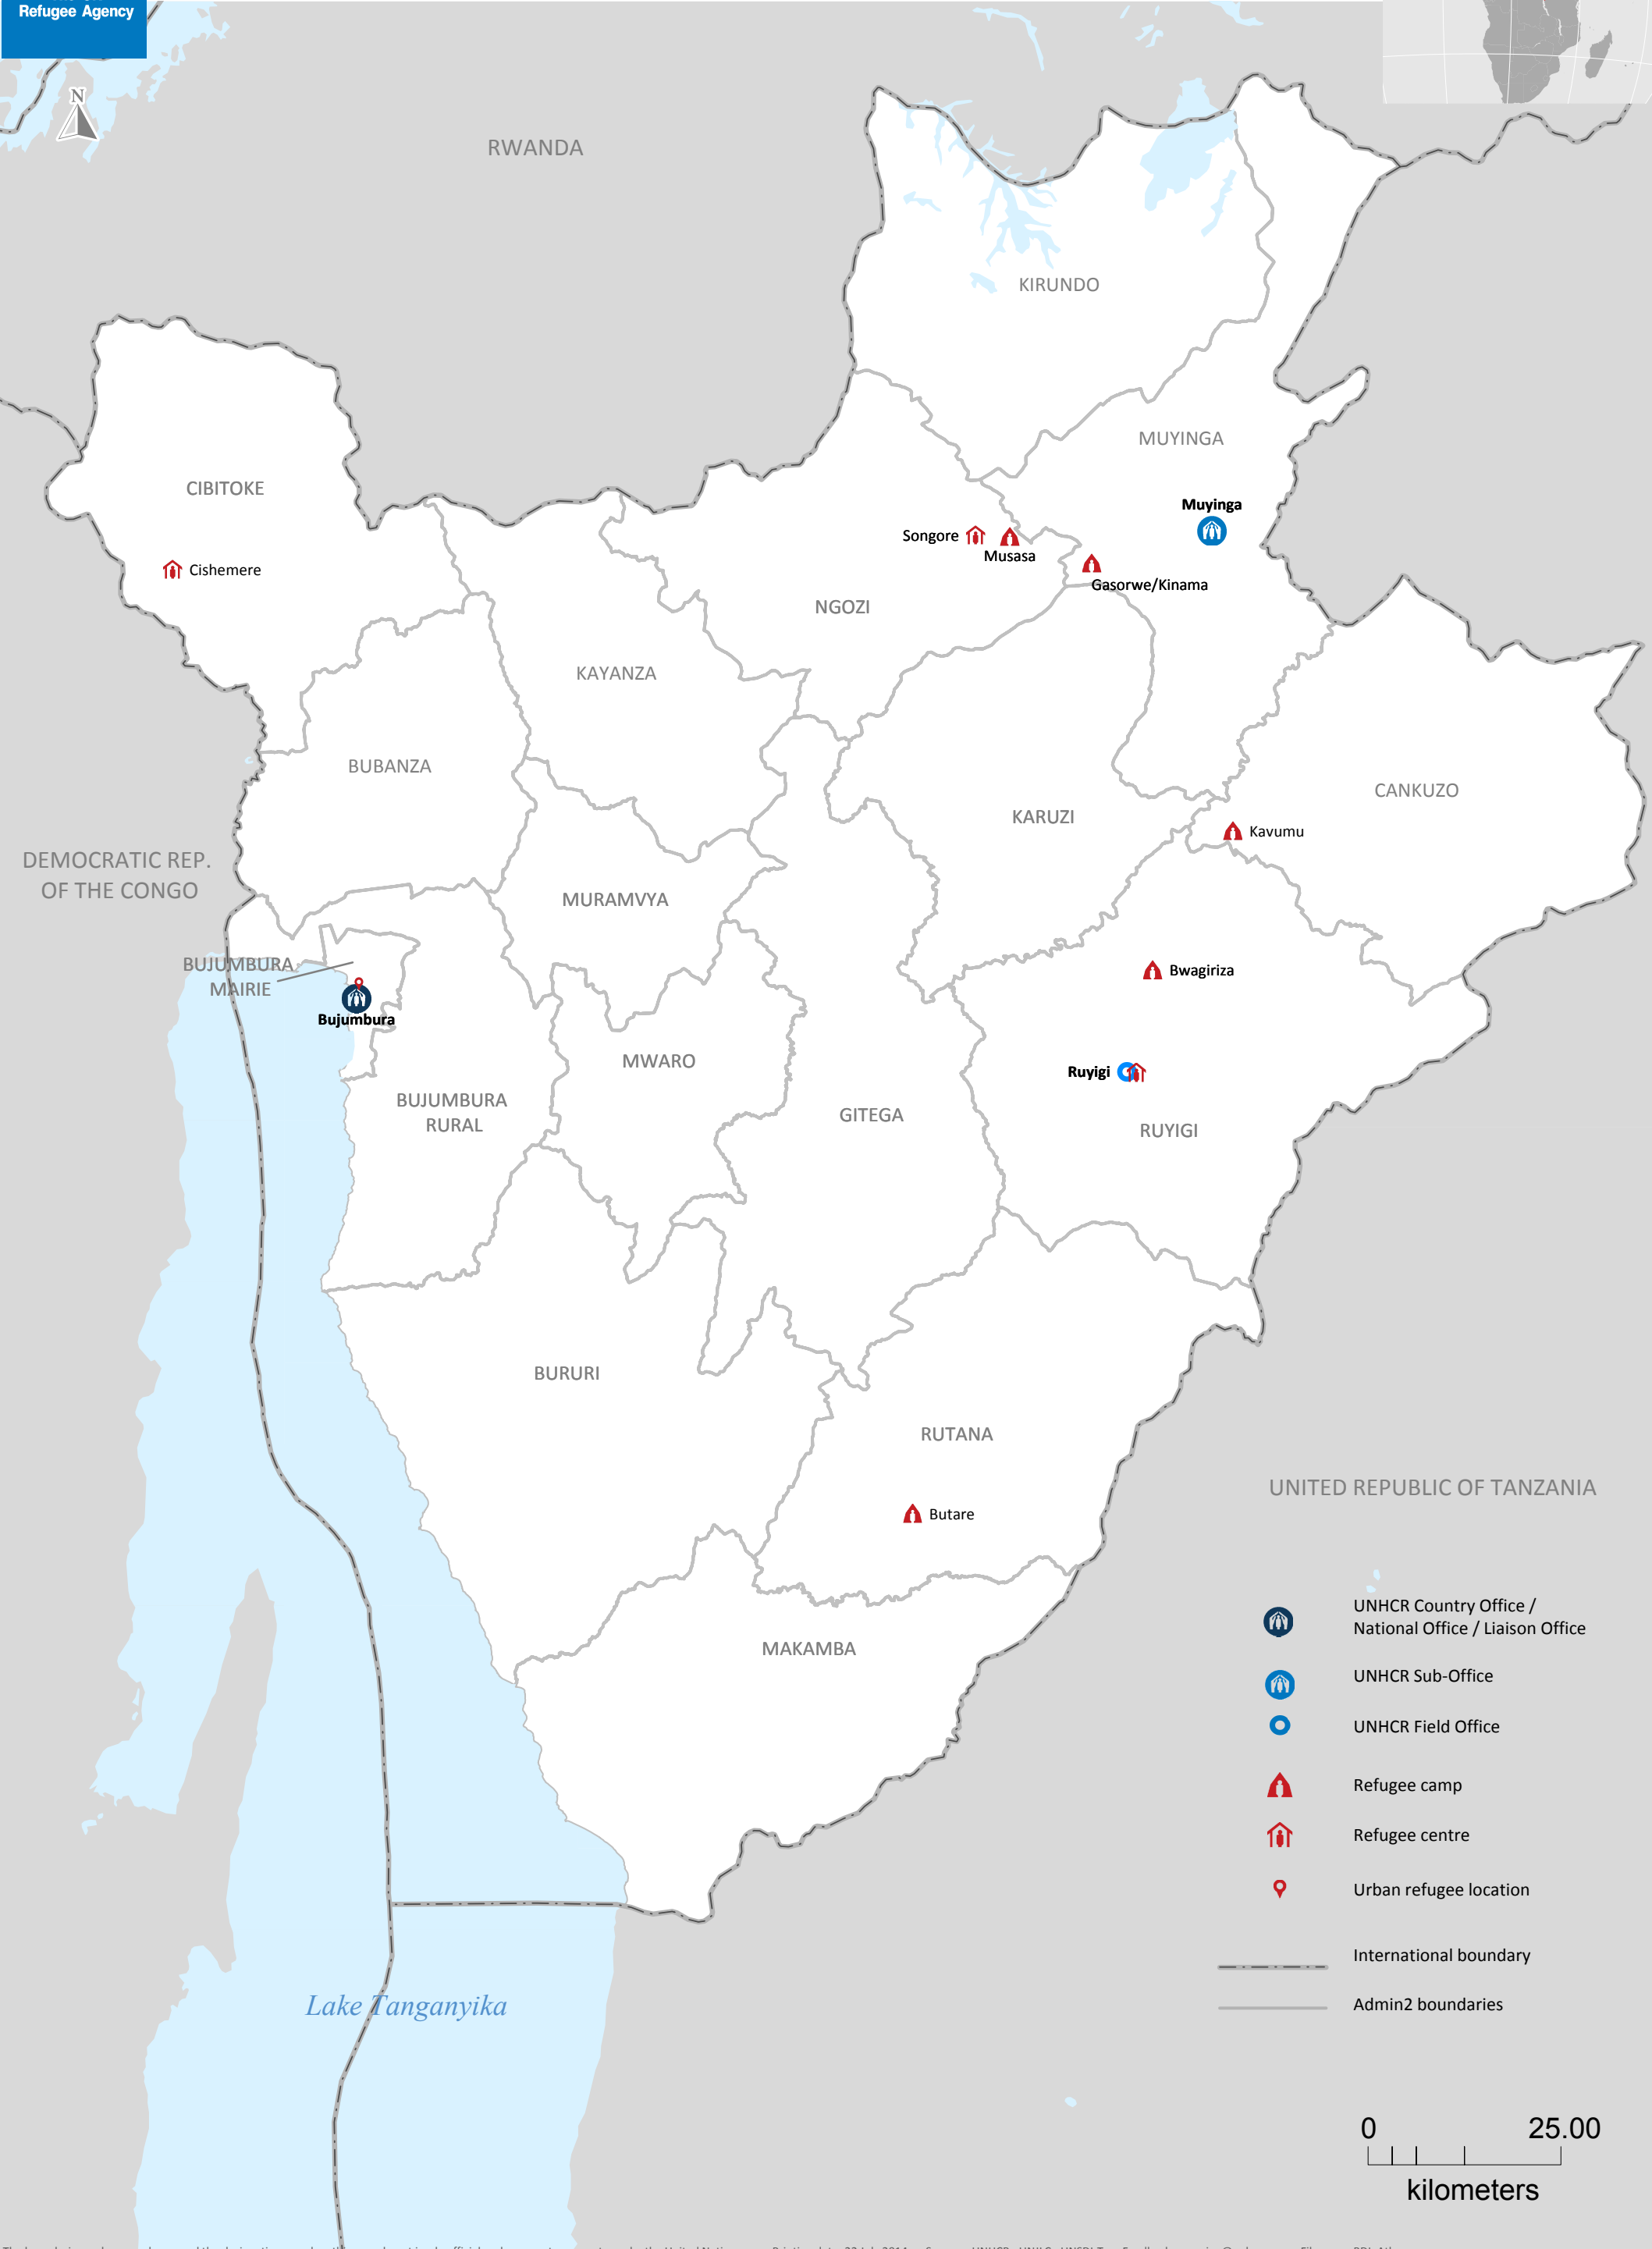 Refugee Agency
N
RWANDA
KIRUNDO
MUYINGA
CIBITOKE
Muyinga
Songore
Musasa
Cishemere
Gasorwe/Kinama
NGOZI
KAYANZA
BUBANZA
CANKUZO
KARUZI
Kavumu
DEMOCRATIC REP.
OF THE CONGO
MURAMVYA
BUJUMBURA
MAIRIE
Bwagiriza
Bujumbura
MWARO
Ruyigi
BUJUMBURA
RURAL
GITEGA
RUYIGI
BURURI
RUTANA
UNITED REPUBLIC OF TANZANIA
Butare
MAKAMBA
UNHCR Country Office /
National Office / Liaison Office
UNHCR Sub-Office
UNHCR Field Office
Refugee camp
Refugee centre
Urban refugee location
International boundary
Admin2 boundaries
Lake Tanganyika
0 25.00
kilometers